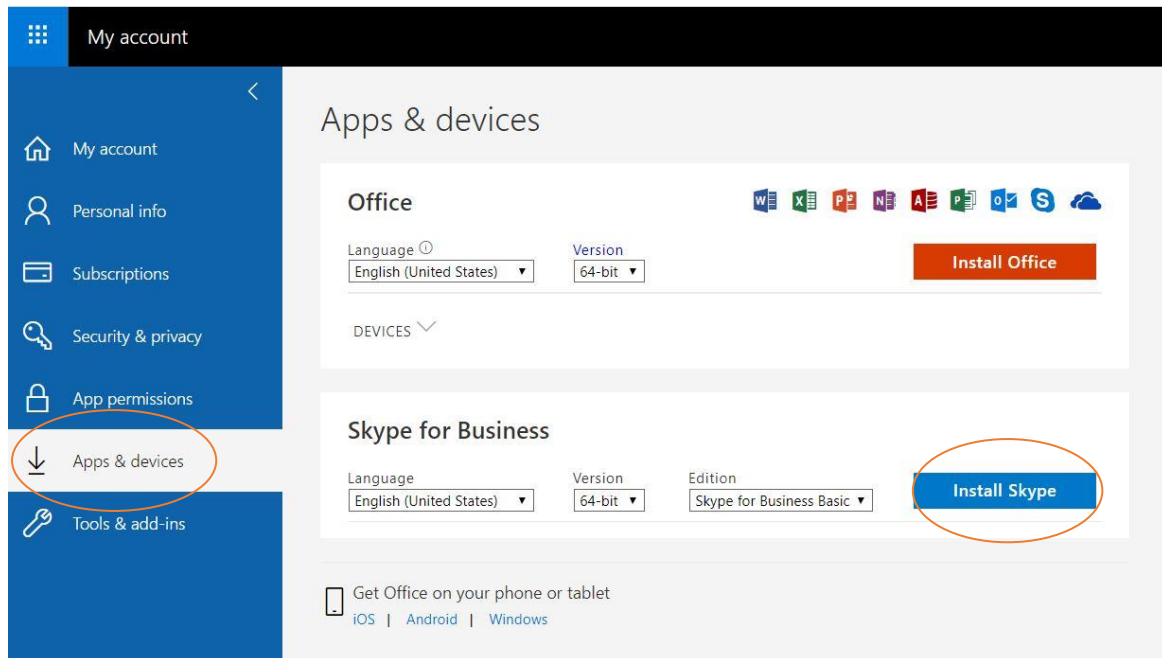 My account
My account
Personal info
Subscriptions
Security & privacy
App permissions
Apps & devices
Tools & add-ins
Apps & devices
Office
W X P N A P O S
Language Version
English (United States) 64-bit Install Office
DEVICES
Skype for Business
Language Version Edition
English (United States) 64-bit Skype for Business Basic Install Skype
Get Office on your phone or tablet
iOS | Android | Windows